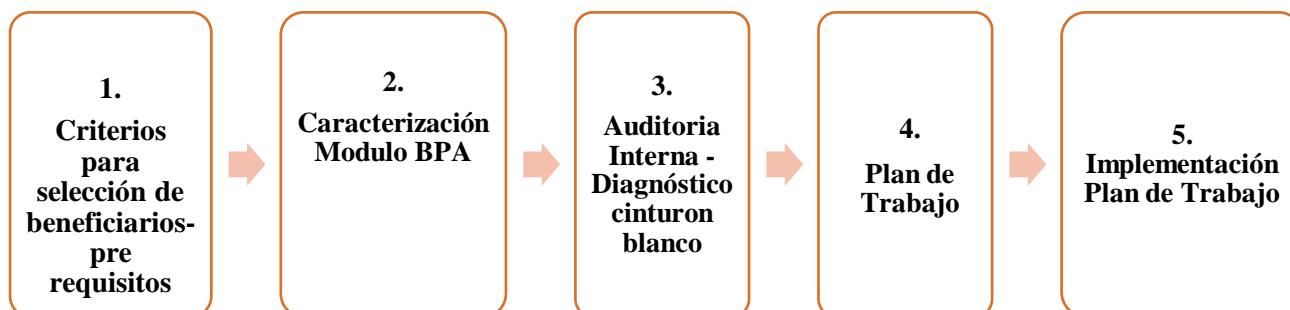 1.
Criterios
para
selección de
beneficiarios-
pre
requisitos
2.
Caracterización
Modulo BPA
3.
Auditoria
Interna -
Diagnóstico
cinturon
blanco
4.
Plan de
Trabajo
5.
Implementación
Plan de Trabajo